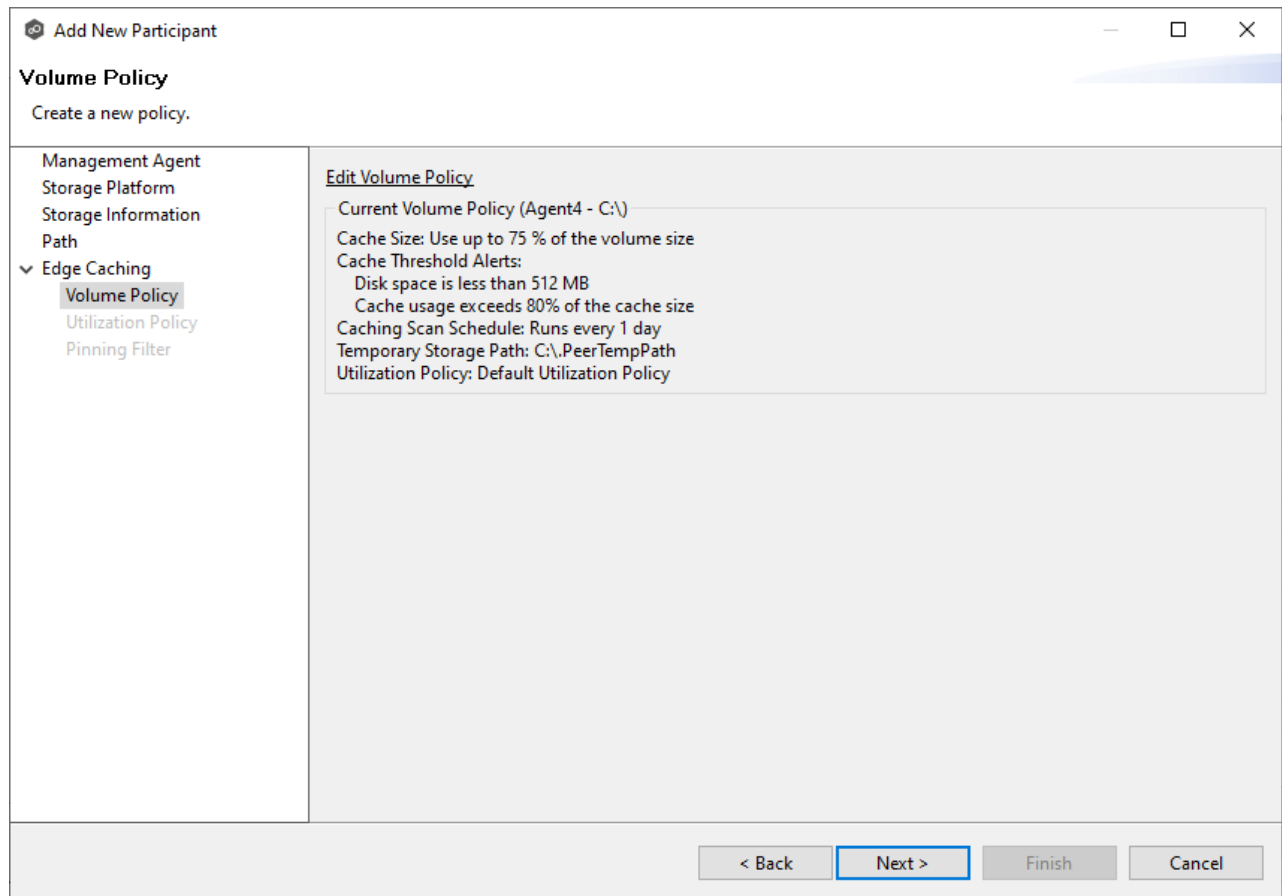 Add New Participant
Volume Policy
Create a new policy.
Management Agent
Storage Platform
Storage Information
Path
Edge Caching
Volume Policy
Utilization Policy
Pinning Filter
Edit Volume Policy
Current Volume Policy (Agent4 - C:\)
Cache Size: Use up to 75 % of the volume size
Cache Threshold Alerts:
Disk space is less than 512 MB
Cache usage exceeds 80% of the cache size
Caching Scan Schedule: Runs every 1 day
Temporary Storage Path: C:\.PeerTempPath
Utilization Policy: Default Utilization Policy
< Back
Next >
Finish
Cancel